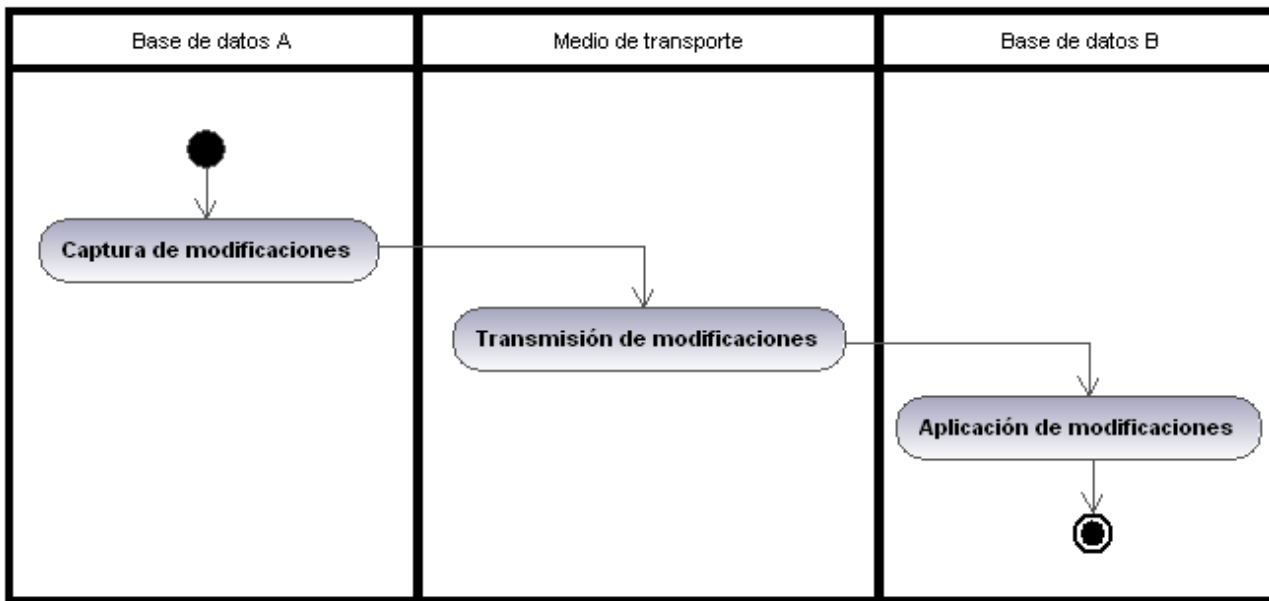 Base de datos A
Medio de transporte
Base de datos B
Captura de modificaciones
Transmisión de modificaciones
Aplicación de modificaciones